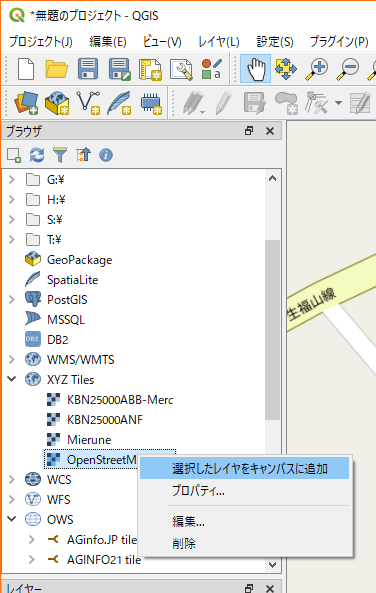 *無題のプロジェクト - QGIS
プロジェクト(J) 編集(E) ビュー(V) レイヤ(L) 設定(S) プラグイン(P)
ブラウザ
G:¥
H:¥
S:¥
T:¥
GeoPackage
SpatiaLite
PostGIS
MSSQL
DB2
DB2
WMS/WMTS
XYZ Tiles
KBN25000ABB-Merc
KBN25000ANF
Mierune
OpenStreetM
選択したレイヤをキャンバスに追加
プロパティ...
編集...
削除
WCS
WFS
OWS
AGinfo.JP tile
AGINFO21 tile
レイヤー
生福山線